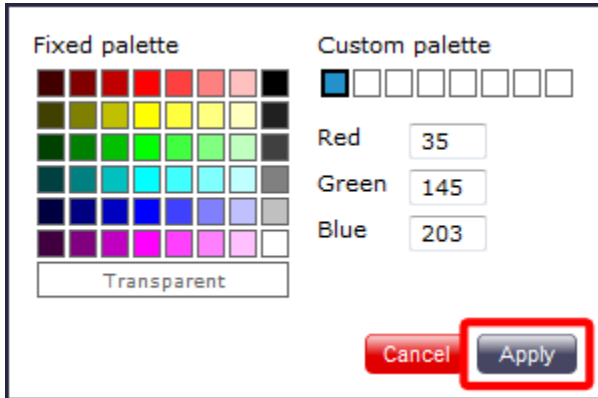 Fixed palette
Custom palette
Red 35
Green 145
Blue 203
Transparent
Cancel Apply